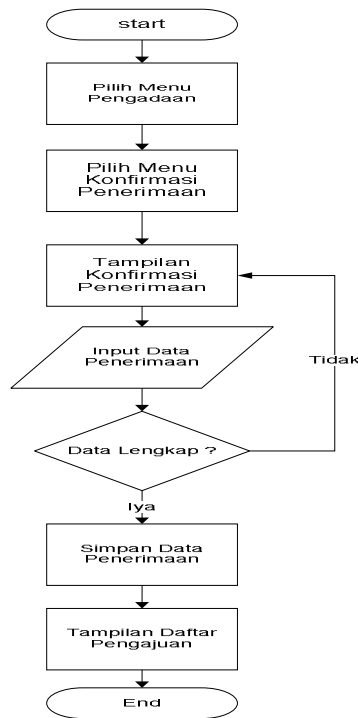 start
Pilih Menu
Pengadaan
Pilih Menu
Konfirmasi
Penerimaan
Tampilan
Konfirmasi
Penerimaan
Input Data
Penerimaan
Tidak
Data Lengkap ?
Iya
Simpan Data
Penerimaan
Tampilan Daftar
Pengajuan
End